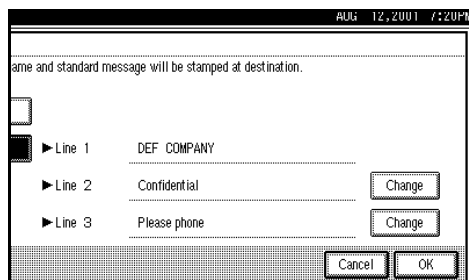 AUG 12,2001 7:20PM
ame and standard message will be stamped at destination.
►Line 1 DEF COMPANY
►Line 2 Confidential Change
►Line 3 Please phone Change
Cancel OK